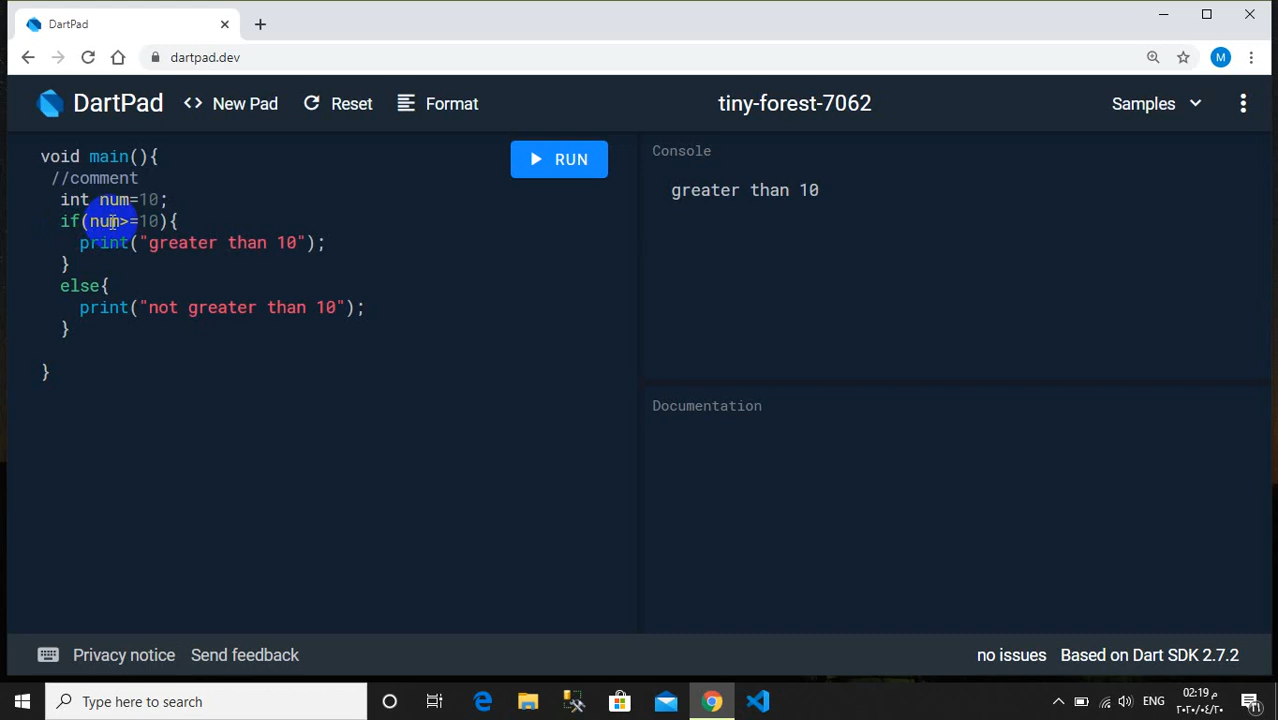 DartPad
dartpad.dev
M
DartPad
<> New Pad
Reset
Format
tiny-forest-7062
Samples
void main(){
//comment
int num=10;
if(num>=10){
print("greater than 10");
}
else{
print("not greater than 10");
}
}
RUN
Console
greater than 10
Documentation
Privacy notice
Send feedback
no issues
Based on Dart SDK 2.7.2
Type here to search
ENG
02:19 م
٢٠٢٠/٠٤/٢٠